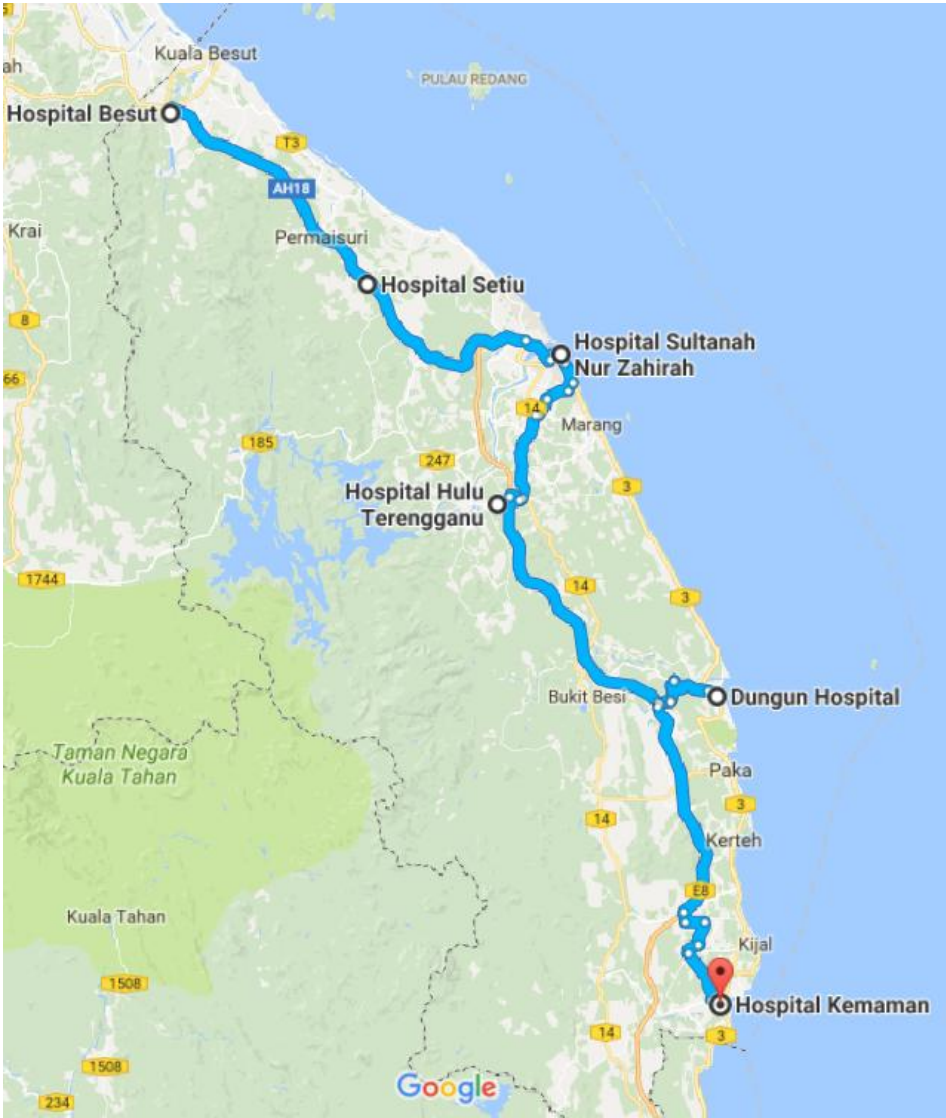 Kuala Besut
ah
PULAU REDANG
Hospital Besut
T3
AH18
Krai
Permaisuri
Hospital Setiu
8
Hospital Sultanah
Nur Zahirah
66
14
Marang
185
247
3
Hospital Hulu
Terengganu
1744
14
3
Bukit Besi
Dungun Hospital
Taman Negara
Kuala Tahan
Paka
3
14
Kerteh
E8
Kuala Tahan
Kijal
1508
Hospital Kemaman
14
3
1508
Google
234